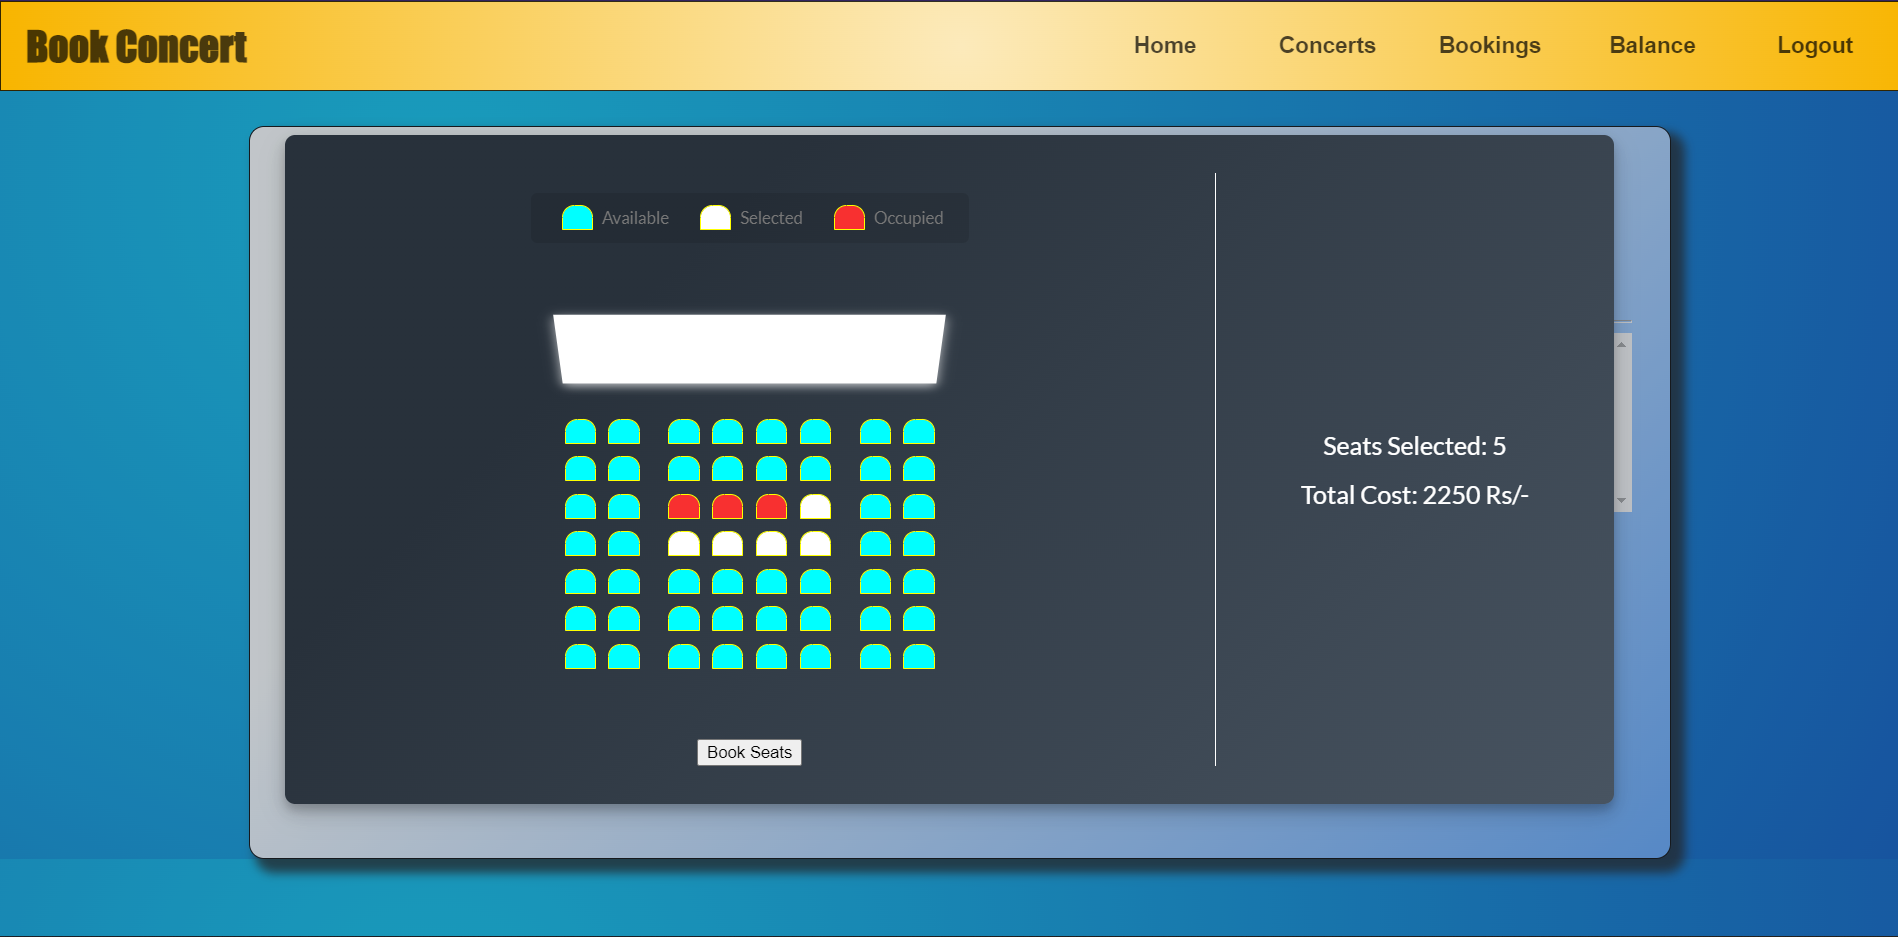 Book Concert
Home Concerts Bookings Balance Logout
Available Selected Occupied
Seats Selected: 5
Total Cost: 2250 Rs/-
Book Seats